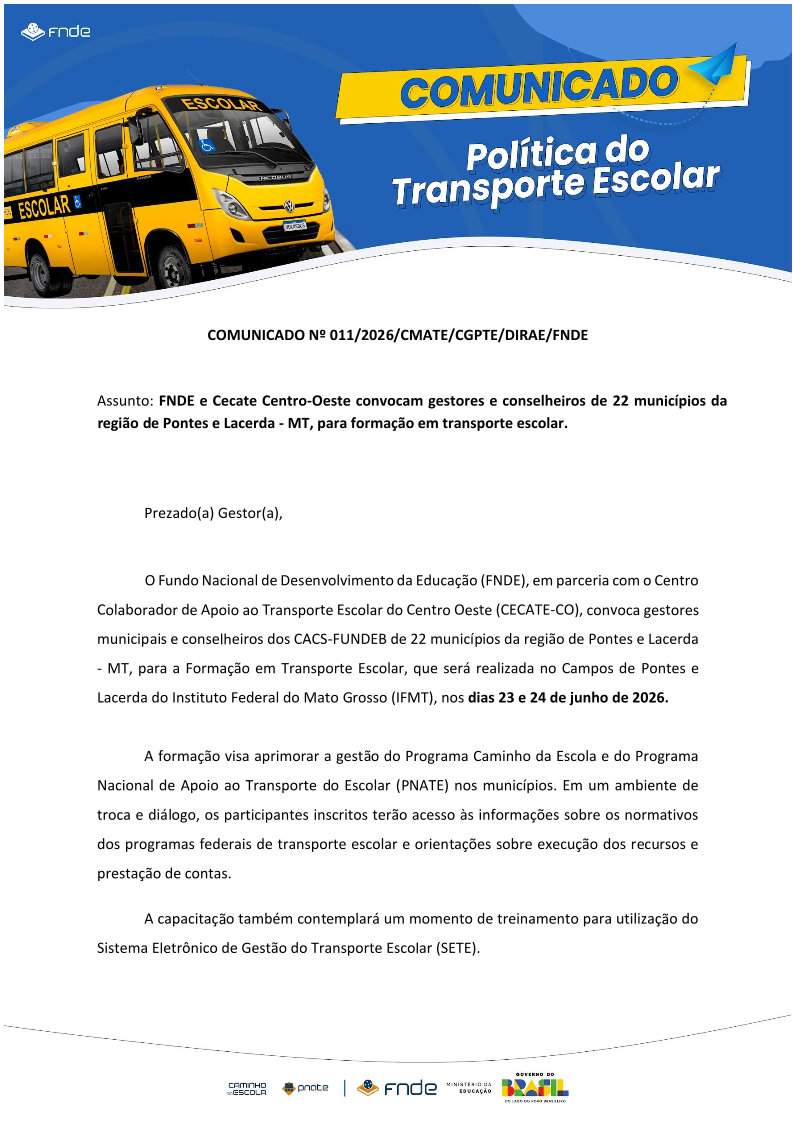 fnde
COMUNICADO
Política do
Transporte Escolar
ESCOLAR
NEOBUS
ESCOLAR
COMUNICADO Nº 011/2026/CMATE/CGPTE/DIRAE/FNDE
Assunto: FNDE e Cecate Centro-Oeste convocam gestores e conselheiros de 22 municípios da
região de Pontes e Lacerda - MT, para formação em transporte escolar.
Prezado(a) Gestor(a),
O Fundo Nacional de Desenvolvimento da Educação (FNDE), em parceria com o Centro
Colaborador de Apoio ao Transporte Escolar do Centro Oeste (CECATE-CO), convoca gestores
municipais e conselheiros dos CACS-FUNDEB de 22 municípios da região de Pontes e Lacerda
- MT, para a Formação em Transporte Escolar, que será realizada no Campos de Pontes e
Lacerda do Instituto Federal do Mato Grosso (IFMT), nos dias 23 e 24 de junho de 2026.
A formação visa aprimorar a gestão do Programa Caminho da Escola e do Programa
Nacional de Apoio ao Transporte do Escolar (PNATE) nos municípios. Em um ambiente de
troca e diálogo, os participantes inscritos terão acesso às informações sobre os normativos
dos programas federais de transporte escolar e orientações sobre execução dos recursos e
prestação de contas.
A capacitação também contemplará um momento de treinamento para utilização do
Sistema Eletrônico de Gestão do Transporte Escolar (SETE).
CAMINHO
DA ESCOLA
pnate
fnde
MINISTÉRIO DA
EDUCAÇÃO
GOVERNO DO
BRASIL
DO LADO DO POVO BRASILEIRO